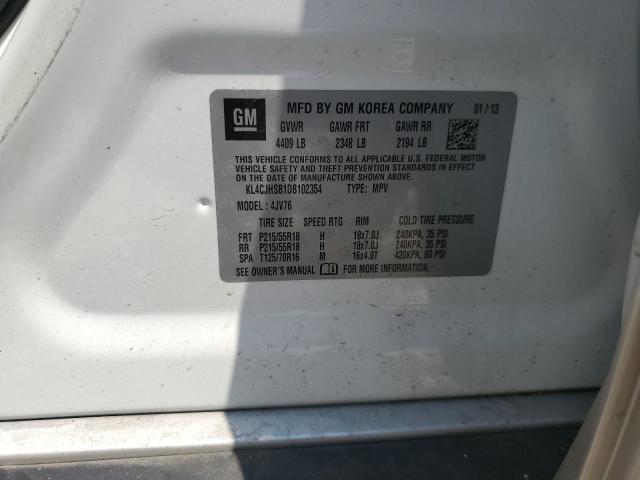 GM
MFD BY GM KOREA COMPANY 01/13
GVWR GAWR FRT GAWR RR
4409 LB 2348 LB 2194 LB
THIS VEHICLE CONFORMS TO ALL APPLICABLE U.S. FEDERAL MOTOR
VEHICLE SAFETY AND THEFT PREVENTION STANDARDS IN EFFECT
ON THE DATE OF MANUFACTURE SHOWN ABOVE.
KL4CJHSB1DB102354 TYPE: MPV
MODEL: 4JV76
TIRE SIZE SPEED RTG RIM COLD TIRE PRESSURE
FRT P215/55R18 H 18x7.0J 240KPA, 35 PSI
RR P215/55R18 H 18x7.0J 240KPA, 35 PSI
SPA T125/70R16 M 16x4.0T 420KPA, 60 PSI
SEE OWNER'S MANUAL FOR MORE INFORMATION.